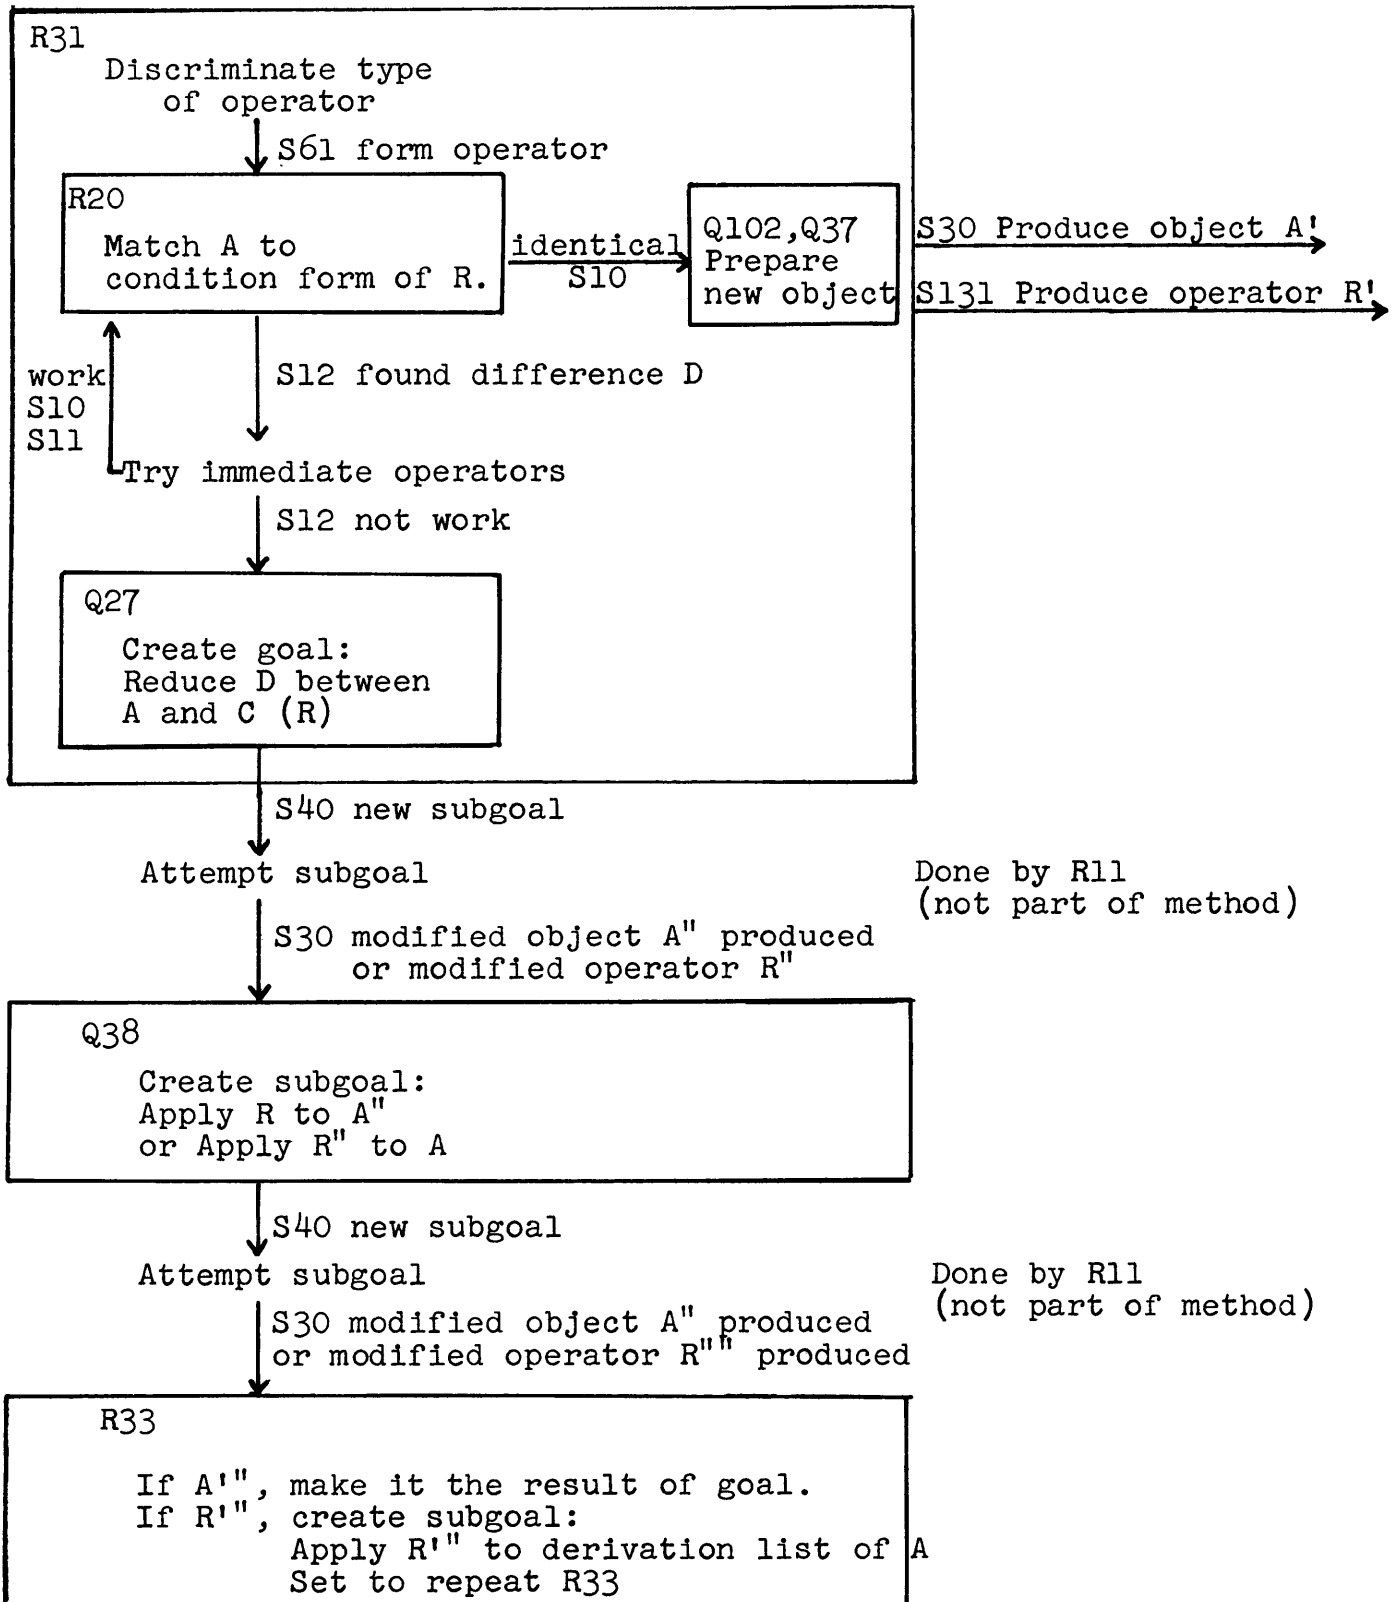 R31
Discriminate type
of operator
S61 form operator
R20
Match A to
condition form of R.
identical
S10
Q102,Q37
Prepare
new object
S30 Produce object A'
S131 Produce operator R'
work
S10
S11
S12 found difference D
Try immediate operators
S12 not work
Q27
Create goal:
Reduce D between
A and C (R)
S40 new subgoal
Attempt subgoal
Done by R11
(not part of method)
S30 modified object A" produced
or modified operator R"
Q38
Create subgoal:
Apply R to A"
or Apply R" to A
S40 new subgoal
Attempt subgoal
Done by R11
(not part of method)
S30 modified object A" produced
or modified operator R"" produced
R33
If A'", make it the result of goal.
If R'", create subgoal:
Apply R'" to derivation list of A
Set to repeat R33